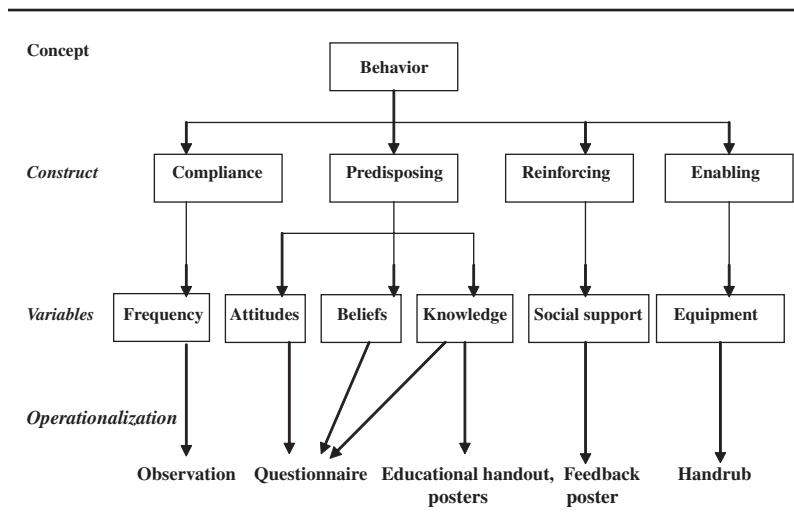 Concept
Behavior
Construct
Compliance
Predisposing
Reinforcing
Enabling
Variables
Frequency
Attitudes
Beliefs
Knowledge
Social support
Equipment
Operationalization
Observation
Questionnaire
Educational handout,
posters
Feedback
poster
Handrub